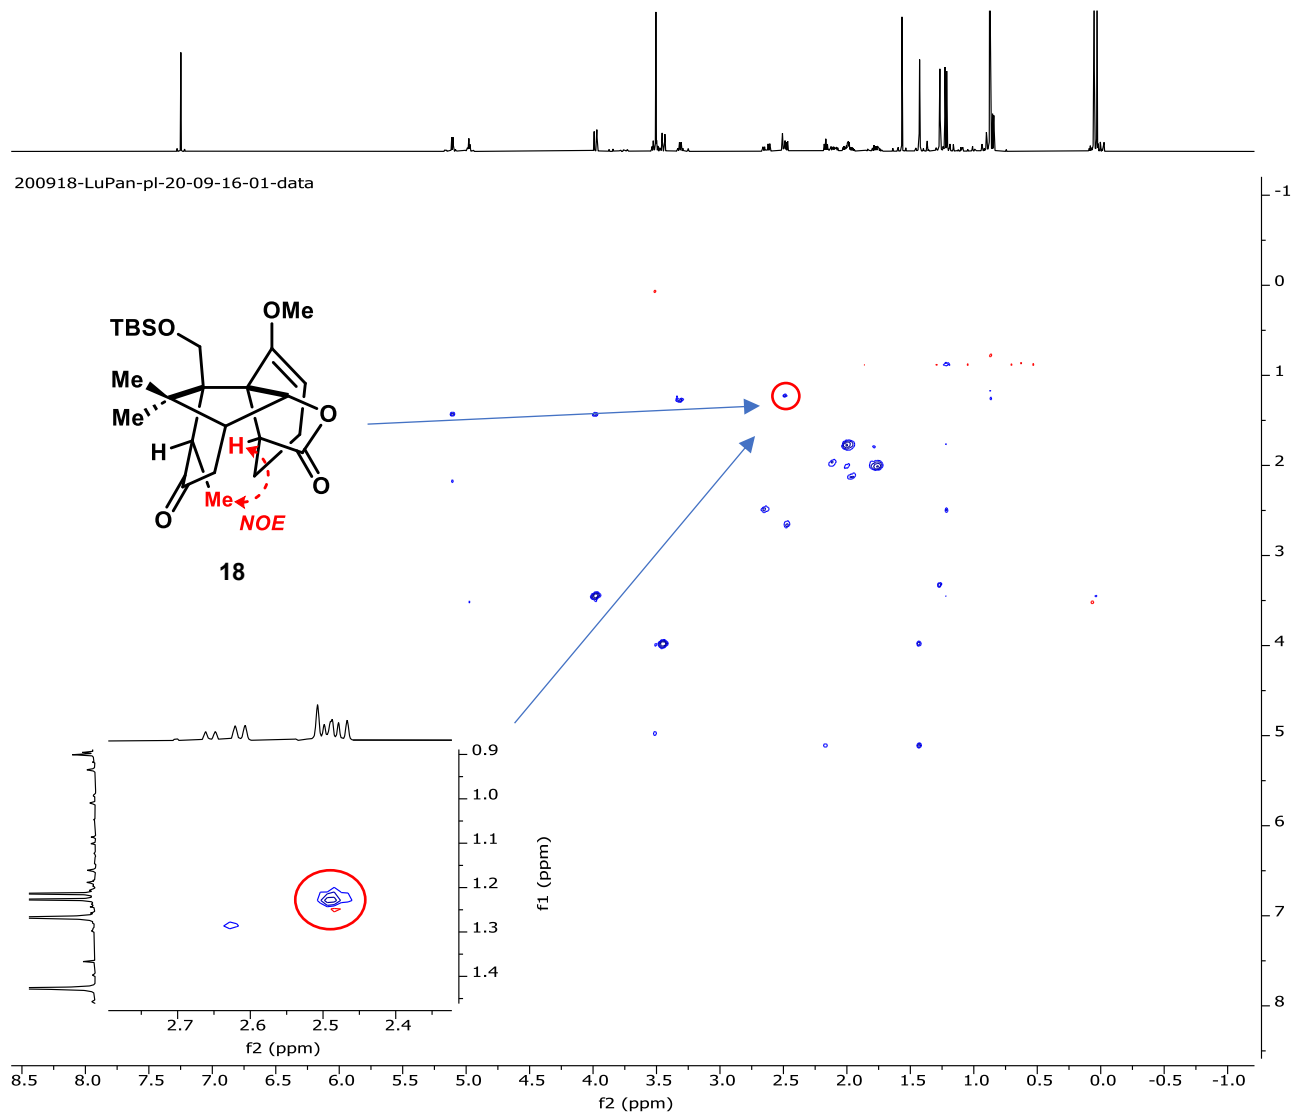 200918-LuPan-pl-20-09-16-01-data
OMe
TBSO
Me
Me
O
H
H
O
Me
O
NOE
18
-1
0
1
2
3
4
5
6
7
8
f1 (ppm)
0.9
1.0
1.1
1.2
1.3
1.4
2.7 2.6 2.5 2.4
f2 (ppm)
8.5 8.0 7.5 7.0 6.5 6.0 5.5 5.0 4.5 4.0 3.5 3.0 2.5 2.0 1.5 1.0 0.5 0.0 -0.5 -1.0
f2 (ppm)